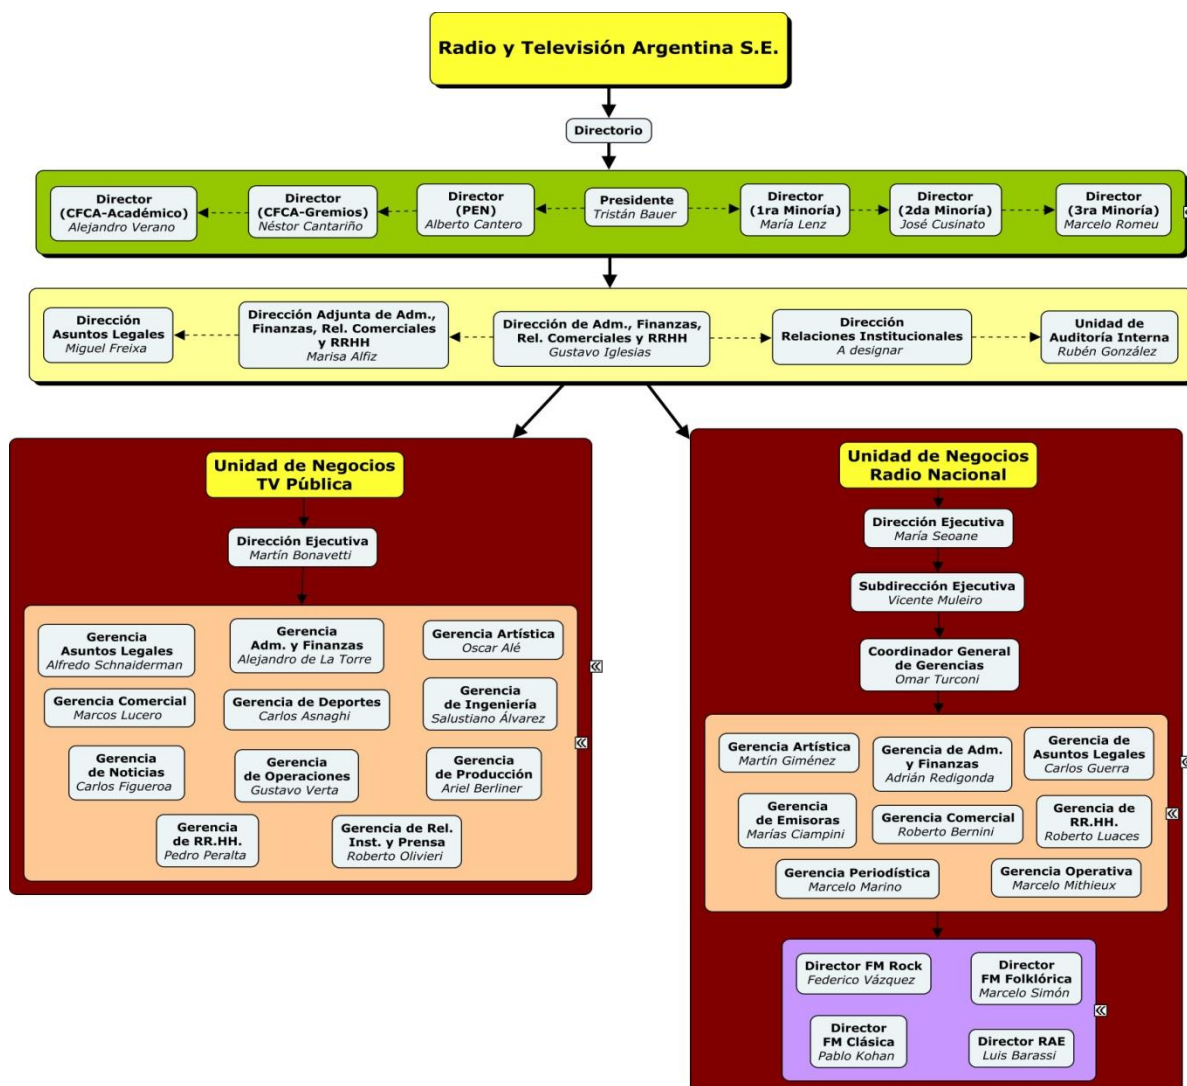 Radio y Televisión Argentina S.E.
Directorio
Director
(CFCA-Académico)
Alejandro Verano
Director
(CFCA-Gremios)
Néstor Cantariño
Director
(PEN)
Alberto Cantero
Presidente
Tristán Bauer
Director
(1ra Minoría)
María Lenz
Director
(2da Minoría)
José Cusinato
Director
(3ra Minoría)
Marcelo Romeu
Dirección
Asuntos Legales
Miguel Freixa
Dirección Adjunta de Adm.,
Finanzas, Rel. Comerciales
y RRHH
Marisa Alfiz
Dirección de Adm., Finanzas,
Rel. Comerciales y RRHH
Gustavo Iglesias
Dirección
Relaciones Institucionales
A designar
Unidad de
Auditoría Interna
Rubén González
Unidad de Negocios
TV Pública
Dirección Ejecutiva
Martín Bonavetti
Gerencia
Asuntos Legales
Alfredo Schnaiderman
Gerencia
Adm. y Finanzas
Alejandro de La Torre
Gerencia Artística
Oscar Alé
Gerencia Comercial
Marcos Lucero
Gerencia de Deportes
Carlos Asnaghi
Gerencia
de Ingeniería
Salustiano Álvarez
Gerencia
de Noticias
Carlos Figueroa
Gerencia
de Operaciones
Gustavo Verta
Gerencia
de Producción
Ariel Berliner
Gerencia
de RR.HH.
Pedro Peralta
Gerencia de Rel.
Inst. y Prensa
Roberto Olivieri
Unidad de Negocios
Radio Nacional
Dirección Ejecutiva
María Seoane
Subdirección Ejecutiva
Vicente Muleiro
Coordinador General
de Gerencias
Omar Turconi
Gerencia Artística
Martín Giménez
Gerencia de Adm.
y Finanzas
Adrián Redigonda
Gerencia de
Asuntos Legales
Carlos Guerra
Gerencia
de Emisoras
Marías Ciampini
Gerencia Comercial
Roberto Bernini
Gerencia de
RR.HH.
Roberto Luaces
Gerencia Periodística
Marcelo Marino
Gerencia Operativa
Marcelo Mithieux
Director FM Rock
Federico Vázquez
Director
FM Folklórica
Marcelo Simón
Director
FM Clásica
Pablo Kohan
Director RAE
Luis Barassi